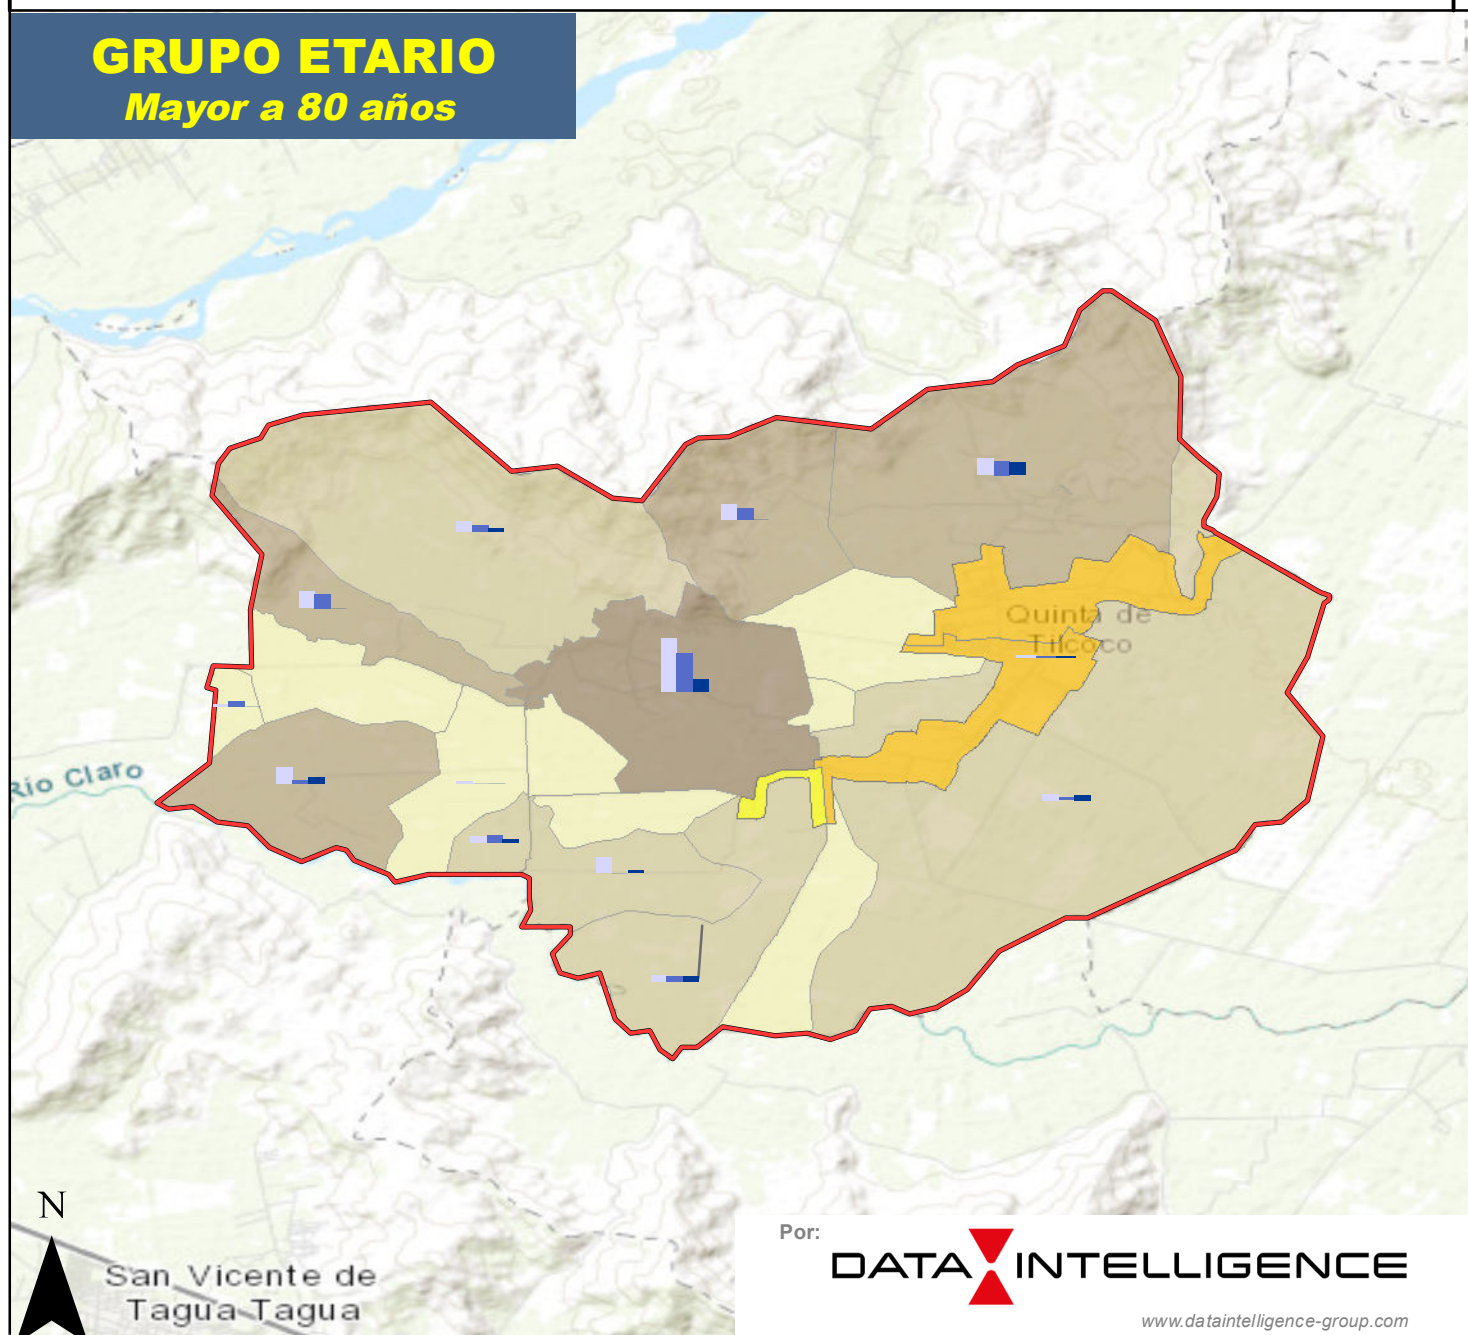 GRUPO ETARIO
Mayor a 80 años
Quinta de
Tilcoco
Río Claro
N
San Vicente de
Tagua Tagua
Por:
DATA INTELLIGENCE
www.dataintelligence-group.com